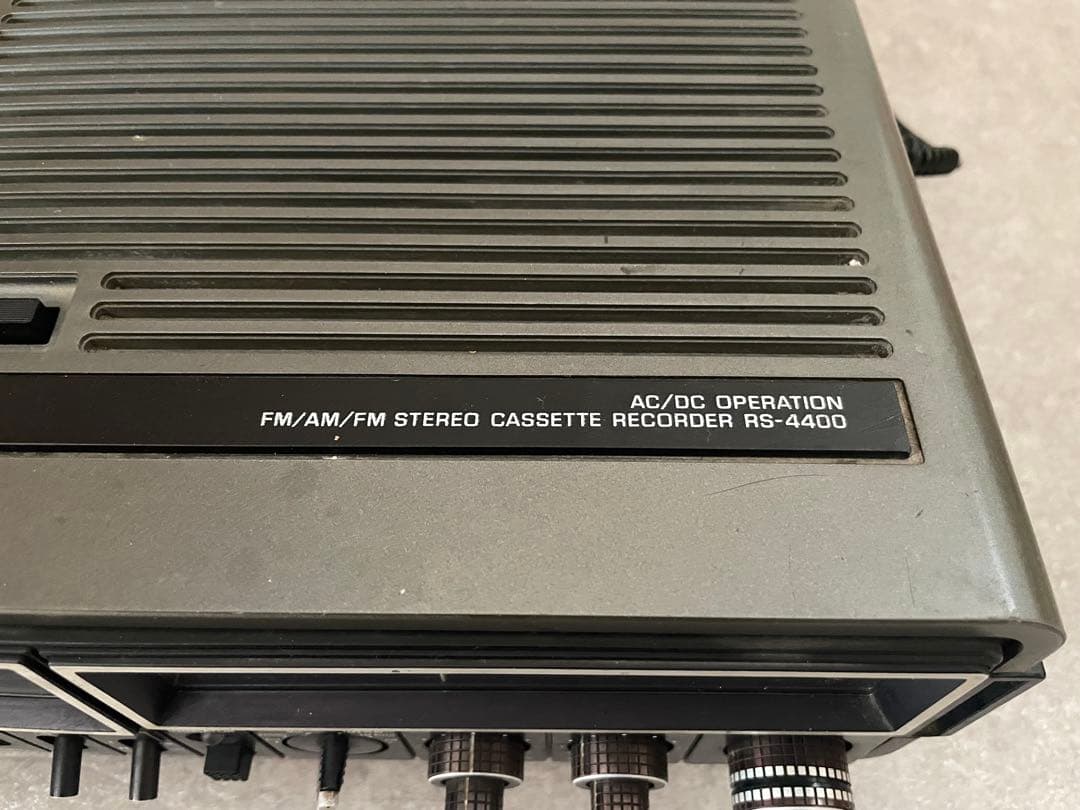 AC/DC OPERATION
FM/AM/FM STEREO CASSETTE RECORDER RS-4400